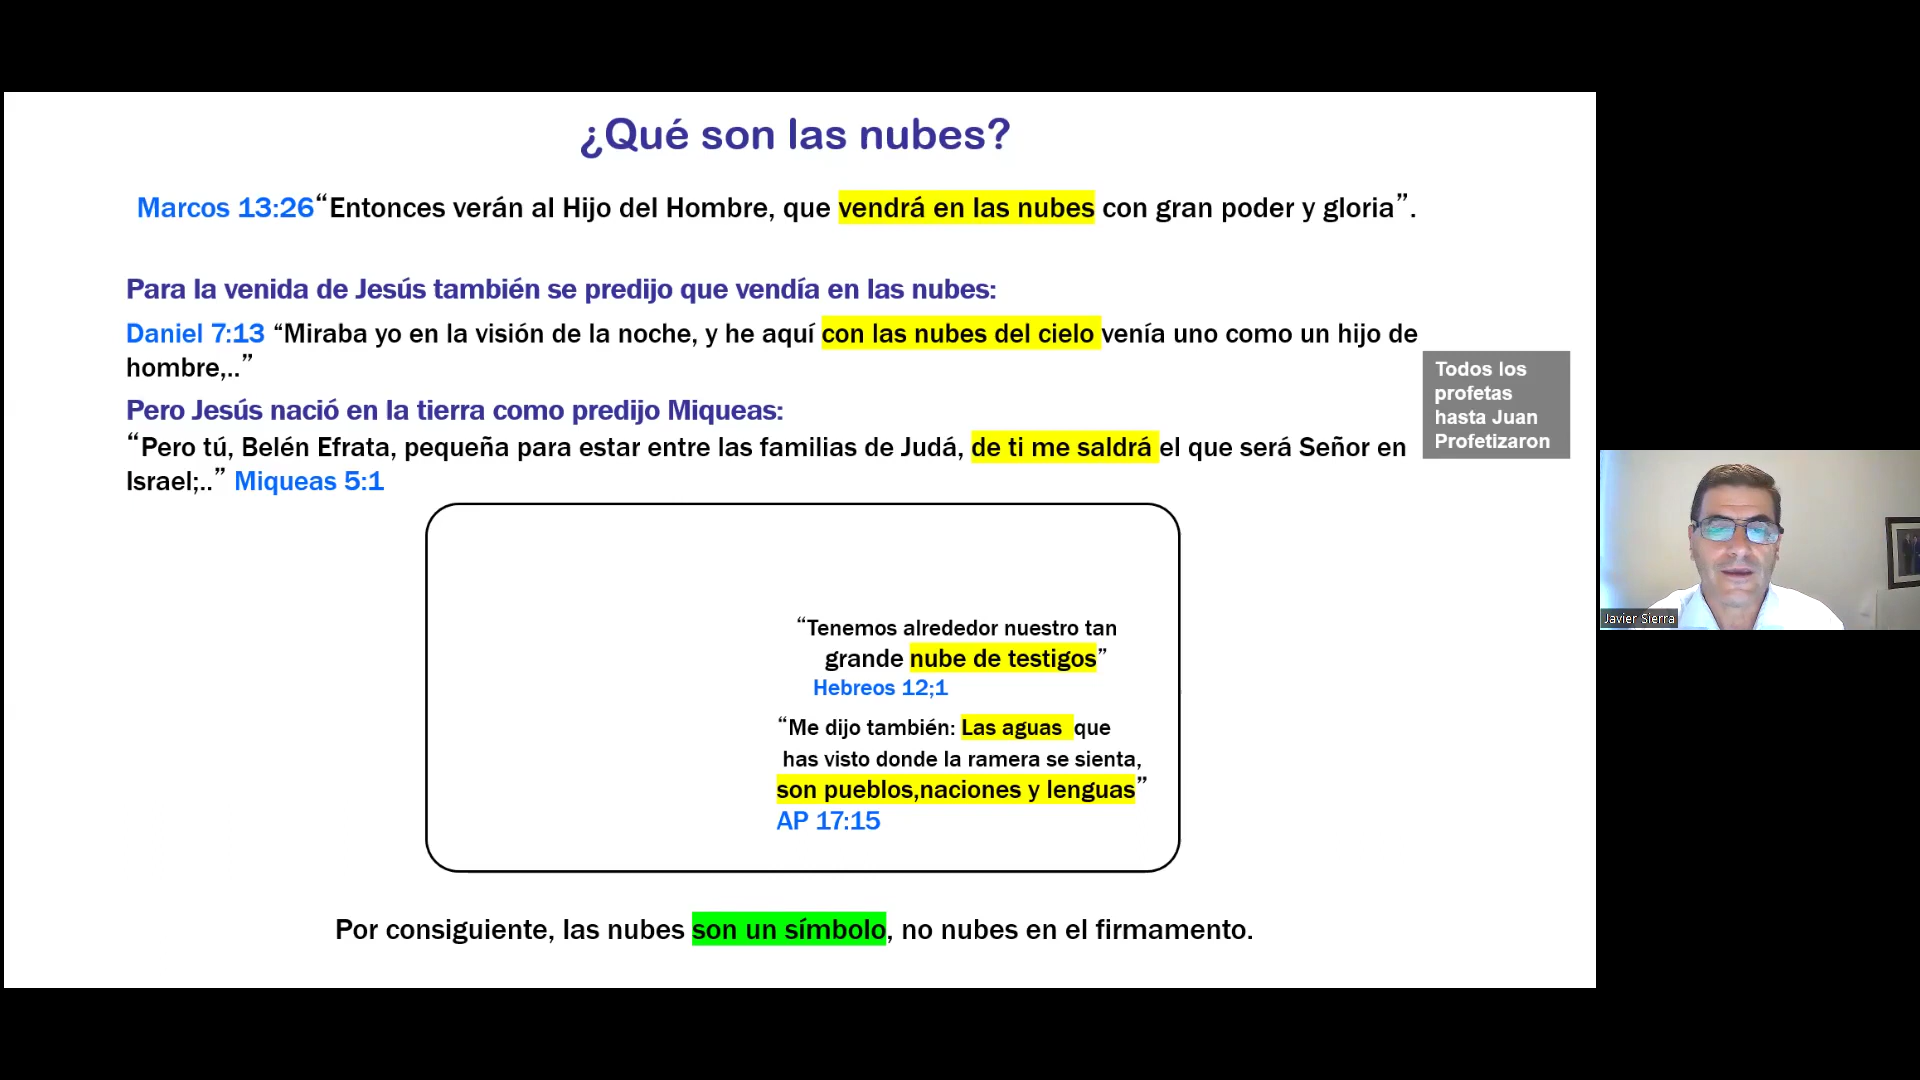 ¿Qué son las nubes?
Marcos 13:26“Entonces verán al Hijo del Hombre, que vendrá en las nubes con gran poder y gloria”.
Para la venida de Jesús también se predijo que vendía en las nubes:
Daniel 7:13 “Miraba yo en la visión de la noche, y he aquí con las nubes del cielo venía uno como un hijo de
hombre,..”
Pero Jesús nació en la tierra como predijo Miqueas:
“Pero tú, Belén Efrata, pequeña para estar entre las familias de Judá, de ti me saldrá el que será Señor en
Israel;..” Miqueas 5:1
Todos los
profetas
hasta Juan
Profetizaron
“Tenemos alrededor nuestro tan
grande nube de testigos”
Hebreos 12;1
“Me dijo también: Las aguas que
has visto donde la ramera se sienta,
son pueblos,naciones y lenguas”
AP 17:15
Por consiguiente, las nubes son un símbolo, no nubes en el firmamento.
Javier Sierra